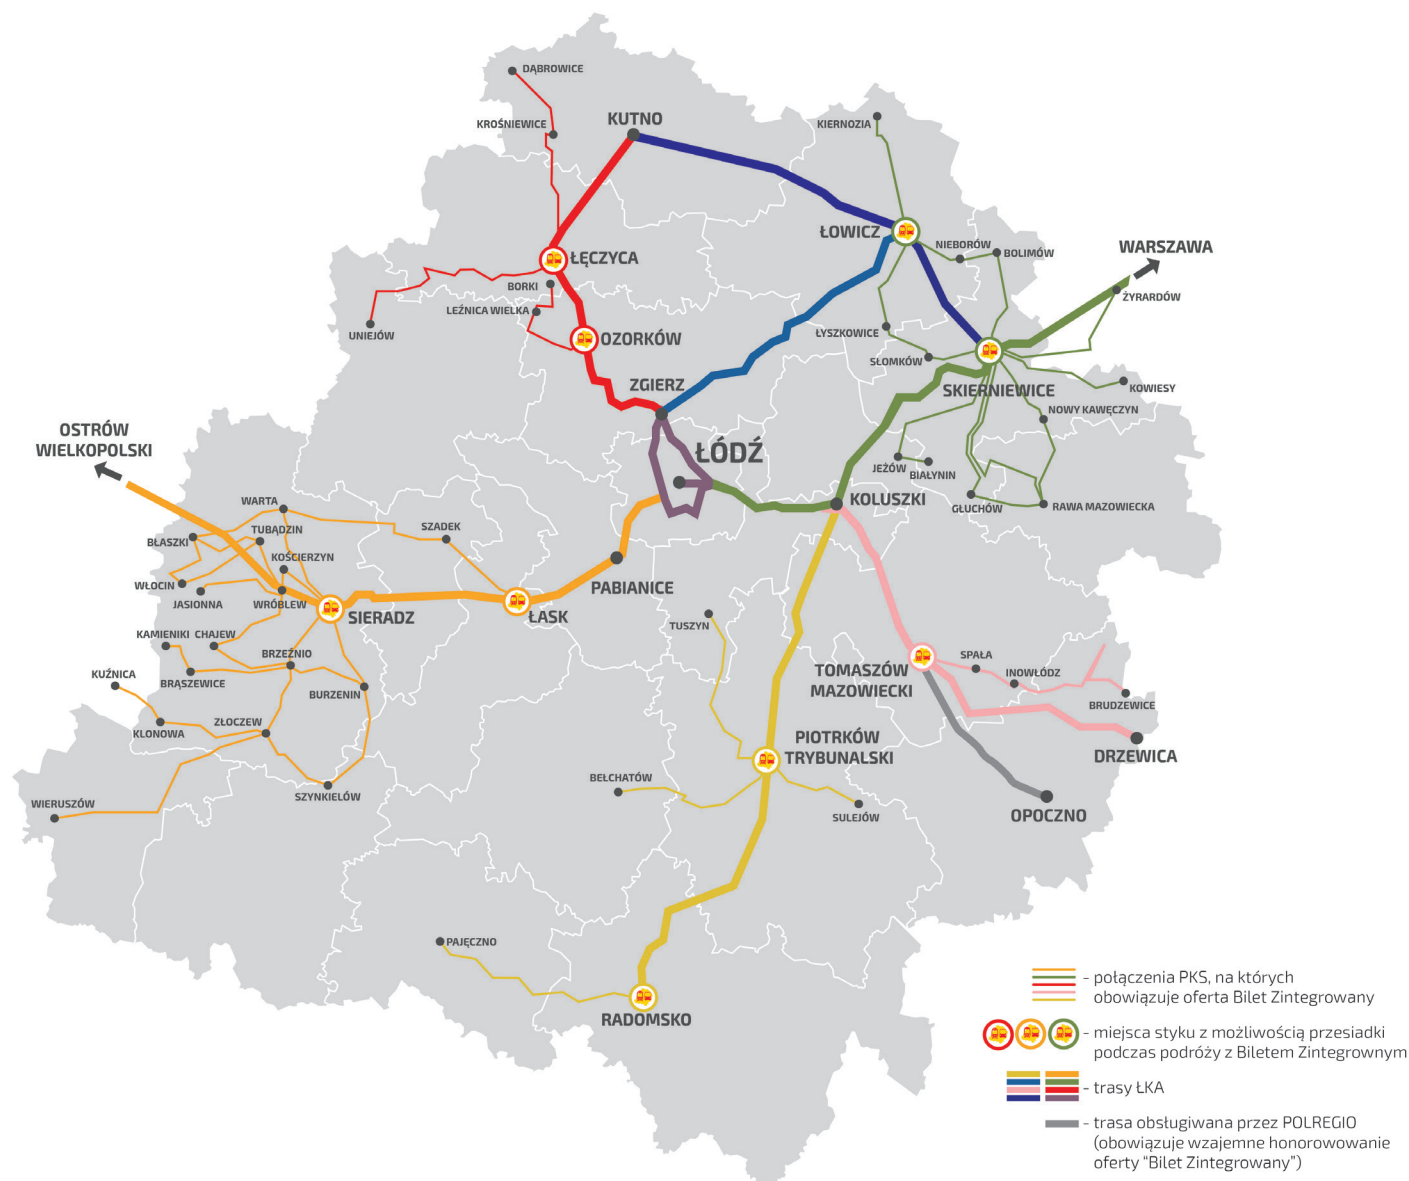 DĄBROWICE
KROŚNIEWICE
KUTNO
KIERNOZIA
ŁOWICZ
NIEBORÓW
BOLIMÓW
WARSZAWA
ŁĘCZYCA
BORKI
LEŹNICA WIELKA
ŻYRARDÓW
UNIEJÓW
OZORKÓW
ŁYSZKOWICE
SŁOMKÓW
ZGIERZ
SKIERNIEWICE
KOWIESY
NOWY KAWĘCZYN
OSTRÓW
WIELKOPOLSKI
ŁÓDŹ
JEŻÓW
BIAŁYNIN
GŁUCHÓW
RAWA MAZOWIECKA
KOLUSZKI
WARTA
SZADEK
TUBĄDZIN
BŁASZKI
KOŚCIERZYN
WŁOCIN
JASIONNA
WRÓBLEW
SIERADZ
ŁASK
PABIANICE
TUSZYN
KAMIENIKI
CHAJEW
BRZEŹNIO
KUŹNICA
BRĄSZEWICE
BURZENIN
TOMASZÓW
MAZOWIECKI
SPAŁA
INOWŁÓDZ
BRUDZEWICE
KLONOWA
ZŁOCZEW
PIOTRKÓW
TRYBUNALSKI
DRZEWICA
BEŁCHATÓW
SZYNKIELÓW
WIERUSZÓW
SULEJÓW
OPOCZNO
PAJĘCZNO
RADOMSKO
- połączenia PKS, na których
obowiązuje oferta Bilet Zintegrowany
- miejsca styku z możliwością przesiadki
podczas podróży z Biletem Zintegrownym
- trasy ŁKA
- trasa obsługiwana przez POLREGIO
(obowiązuje wzajemne honorowowanie
oferty “Bilet Zintegrowany”)